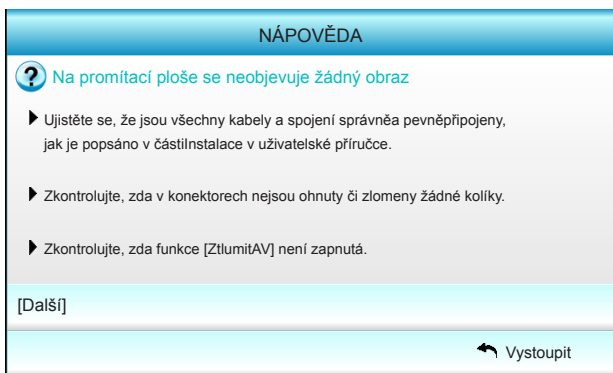 NÁPOVĚDA
Na promítací ploše se neobjevuje žádný obraz
Ujistěte se, že jsou všechny kabely a spojení správněa pevněpřipojeny,
jak je popsáno v částiInstalace v uživatelské příručce.
Zkontrolujte, zda v konektorech nejsou ohnuty či zlomeny žádné kolíky.
Zkontrolujte, zda funkce [ZtlumitAV] není zapnutá.
[Další]
Vystoupit